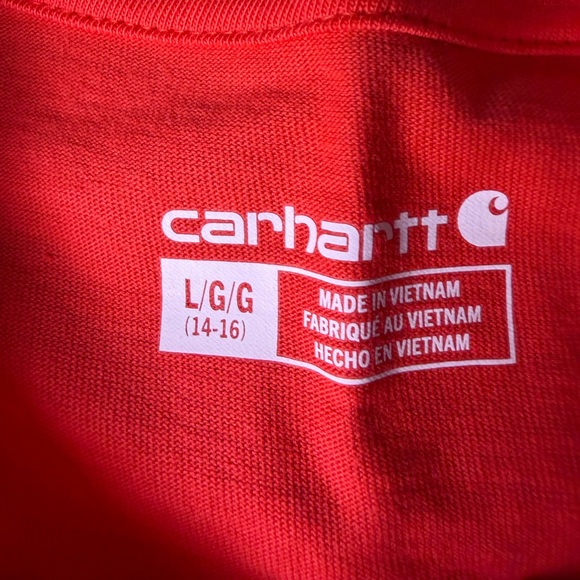 carhartt
L/G/G
(14-16)
MADE IN VIETNAM
FABRIQUÉ AU VIETNAM
HECHO EN VIETNAM